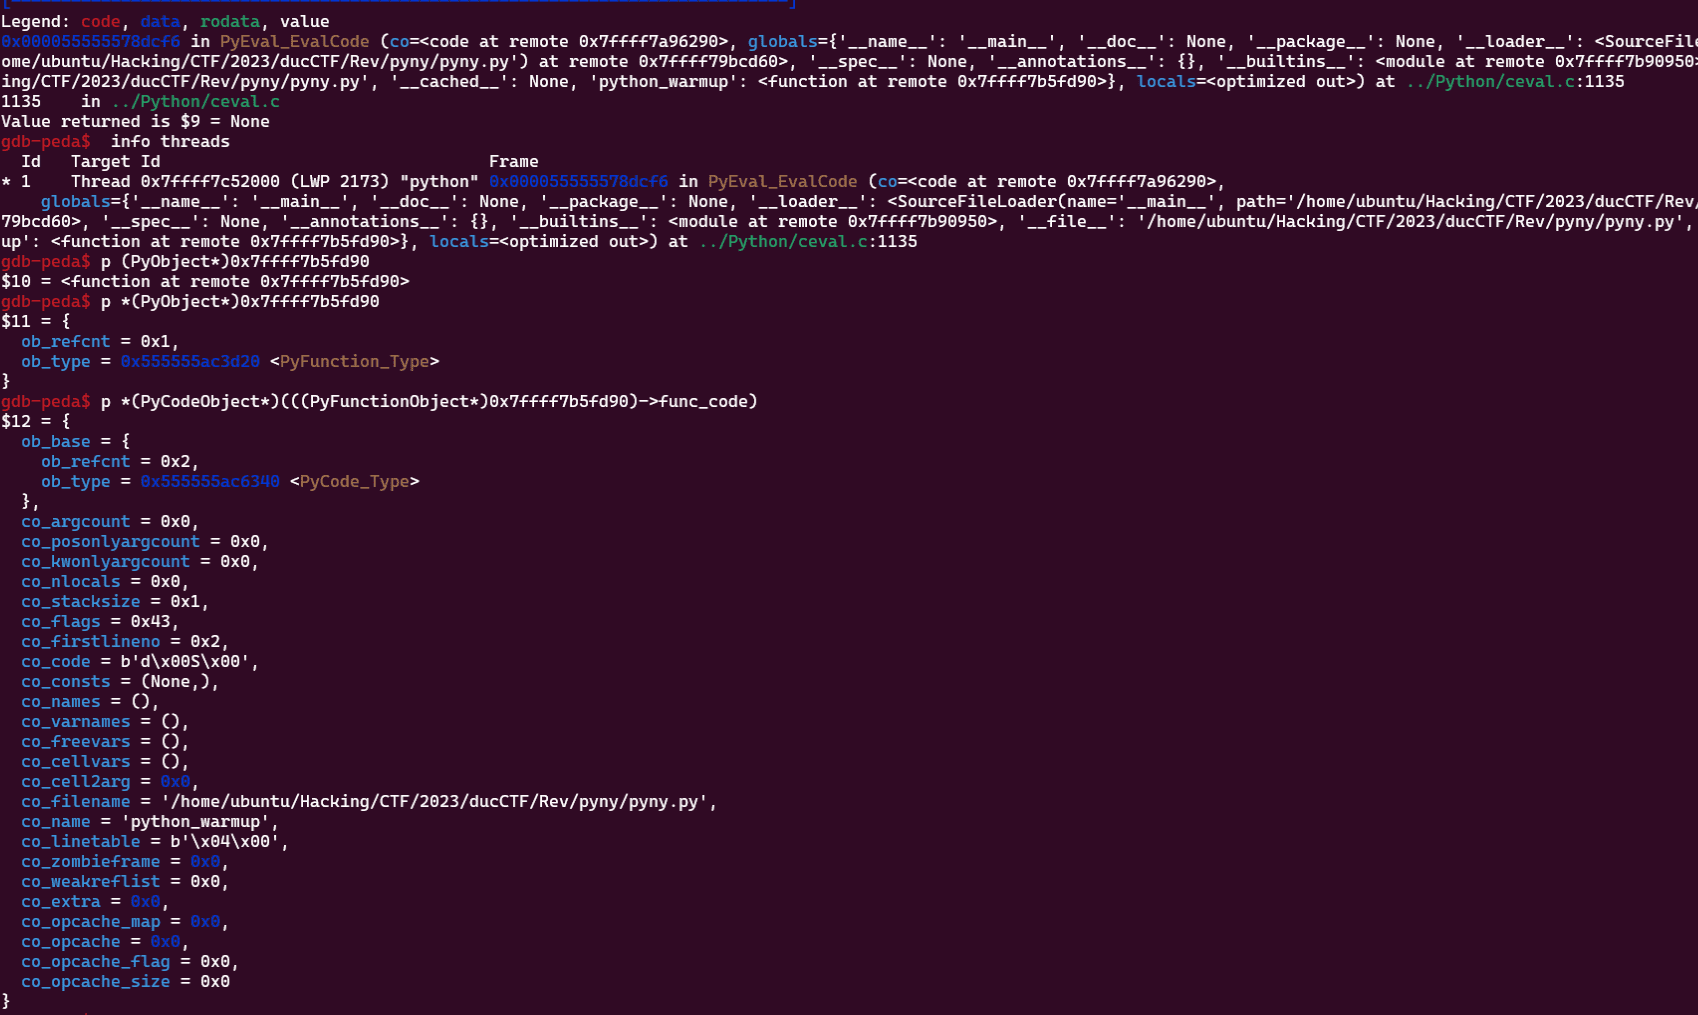 Legend: code, data, rodata, value
0x000055555578dcf6 in PyEval_EvalCode (co=<code at remote 0x7ffff7a96290>, globals={'__name__': '__main__', '__doc__': None, '__package__': None, '__loader__': <SourceFile
ome/ubuntu/Hacking/CTF/2023/ducCTF/Rev/pyny/pyny.py') at remote 0x7ffff79bcd60>, '__spec__': None, '__annotations__': {}, '__builtins__': <module at remote 0x7ffff7b90950>
ing/CTF/2023/ducCTF/Rev/pyny/pyny.py', '__cached__': None, 'python_warmup': <function at remote 0x7ffff7b5fd90>}, locals=<optimized out>) at ../Python/ceval.c:1135
1135    in ../Python/ceval.c
Value returned is $9 = None
gdb-peda$  info threads
  Id   Target Id                                 Frame
* 1    Thread 0x7ffff7c52000 (LWP 2173) "python" 0x000055555578dcf6 in PyEval_EvalCode (co=<code at remote 0x7ffff7a96290>,
    globals={'__name__': '__main__', '__doc__': None, '__package__': None, '__loader__': <SourceFileLoader(name='__main__', path='/home/ubuntu/Hacking/CTF/2023/ducCTF/Rev/
79bcd60>, '__spec__': None, '__annotations__': {}, '__builtins__': <module at remote 0x7ffff7b90950>, '__file__': '/home/ubuntu/Hacking/CTF/2023/ducCTF/Rev/pyny/pyny.py',
up': <function at remote 0x7ffff7b5fd90>}, locals=<optimized out>) at ../Python/ceval.c:1135
gdb-peda$ p (PyObject*)0x7ffff7b5fd90
$10 = <function at remote 0x7ffff7b5fd90>
gdb-peda$ p *(PyObject*)0x7ffff7b5fd90
$11 = {
  ob_refcnt = 0x1,
  ob_type = 0x555555ac3d20 <PyFunction_Type>
}
gdb-peda$ p *(PyCodeObject*)(((PyFunctionObject*)0x7ffff7b5fd90)->func_code)
$12 = {
  ob_base = {
    ob_refcnt = 0x2,
    ob_type = 0x555555ac6340 <PyCode_Type>
  },
  co_argcount = 0x0,
  co_posonlyargcount = 0x0,
  co_kwonlyargcount = 0x0,
  co_nlocals = 0x0,
  co_stacksize = 0x1,
  co_flags = 0x43,
  co_firstlineno = 0x2,
  co_code = b'd\x00S\x00',
  co_consts = (None,),
  co_names = (),
  co_varnames = (),
  co_freevars = (),
  co_cellvars = (),
  co_cell2arg = 0x0,
  co_filename = '/home/ubuntu/Hacking/CTF/2023/ducCTF/Rev/pyny/pyny.py',
  co_name = 'python_warmup',
  co_linetable = b'\x04\x00',
  co_zombieframe = 0x0,
  co_weakreflist = 0x0,
  co_extra = 0x0,
  co_opcache_map = 0x0,
  co_opcache = 0x0,
  co_opcache_flag = 0x0,
  co_opcache_size = 0x0
}